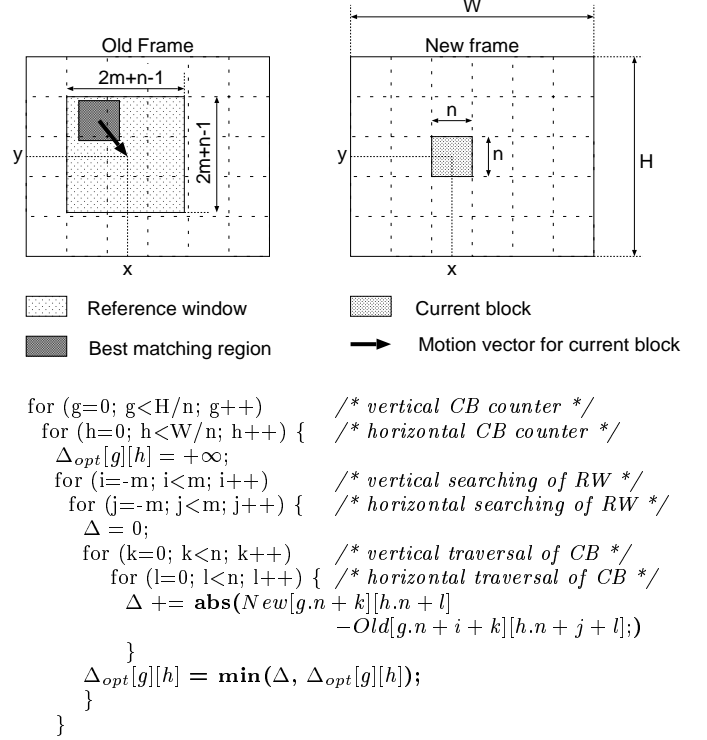 W
Old Frame
New frame
2m+n-1
2m+n-1
n
n
y
y
H
x
x
Reference window
Current block
Best matching region
Motion vector for current block
for (g=0; g<H/n; g++) /* vertical CB counter */
for (h=0; h<W/n; h++) { /* horizontal CB counter */
Δopt[g][h] = +∞;
for (i=-m; i<m; i++) /* vertical searching of RW */
for (j=-m; j<m; j++) { /* horizontal searching of RW */
Δ = 0;
for (k=0; k<n; k++) /* vertical traversal of CB */
for (l=0; l<n; l++) { /* horizontal traversal of CB */
Δ += abs(New[g.n + k][h.n + l]
−Old[g.n + i + k][h.n + j + l];)
}
Δopt[g][h] = min(Δ, Δopt[g][h]);
}
}